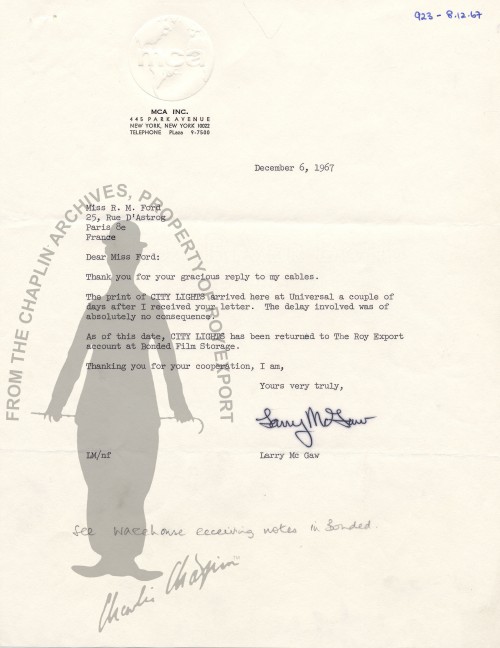 923 - 8.12.67
mca
MCA INC.
445 PARK AVENUE
NEW YORK, NEW YORK 10022
TELEPHONE PLaza 9-7500
December 6, 1967
Miss R. M. Ford
25, Rue D'Astrog
Paris 8e
France
Dear Miss Ford:
Thank you for your gracious reply to my cables.
The print of CITY LIGHTS arrived here at Universal a couple of
days after I received your letter. The delay involved was of
absolutely no consequence.
As of this date, CITY LIGHTS has been returned to The Roy Export
account at Bonded Film Storage.
Thanking you for your cooperation, I am,
Yours very truly,
Larry McGaw
LM/nf
Larry Mc Gaw
See warehouse receiving notes in Bonded.
FROM THE CHAPLIN ARCHIVES, PROPERTY OF ROY EXPORT
Charlie Chaplin™